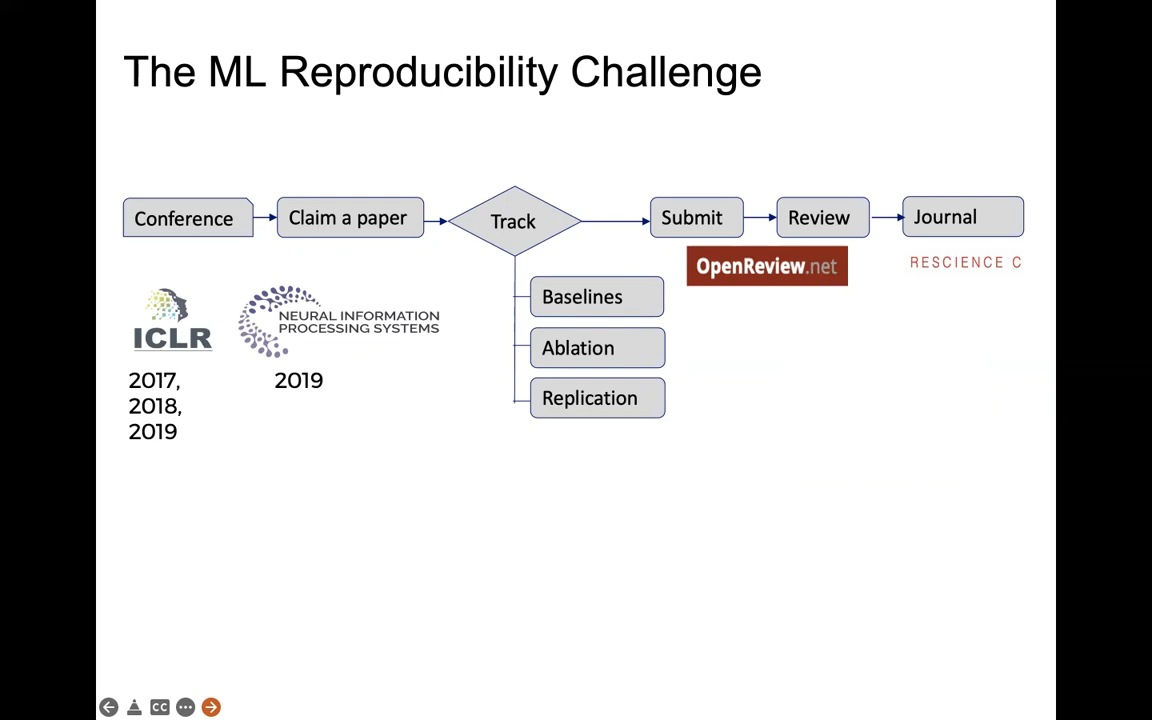 The ML Reproducibility Challenge
Conference
Claim a paper
Track
Submit
Review
Journal
OpenReview.net
RESCIENCE C
Baselines
Ablation
Replication
ICLR
NEURAL INFORMATION
PROCESSING SYSTEMS
2017,
2018,
2019
2019
CC